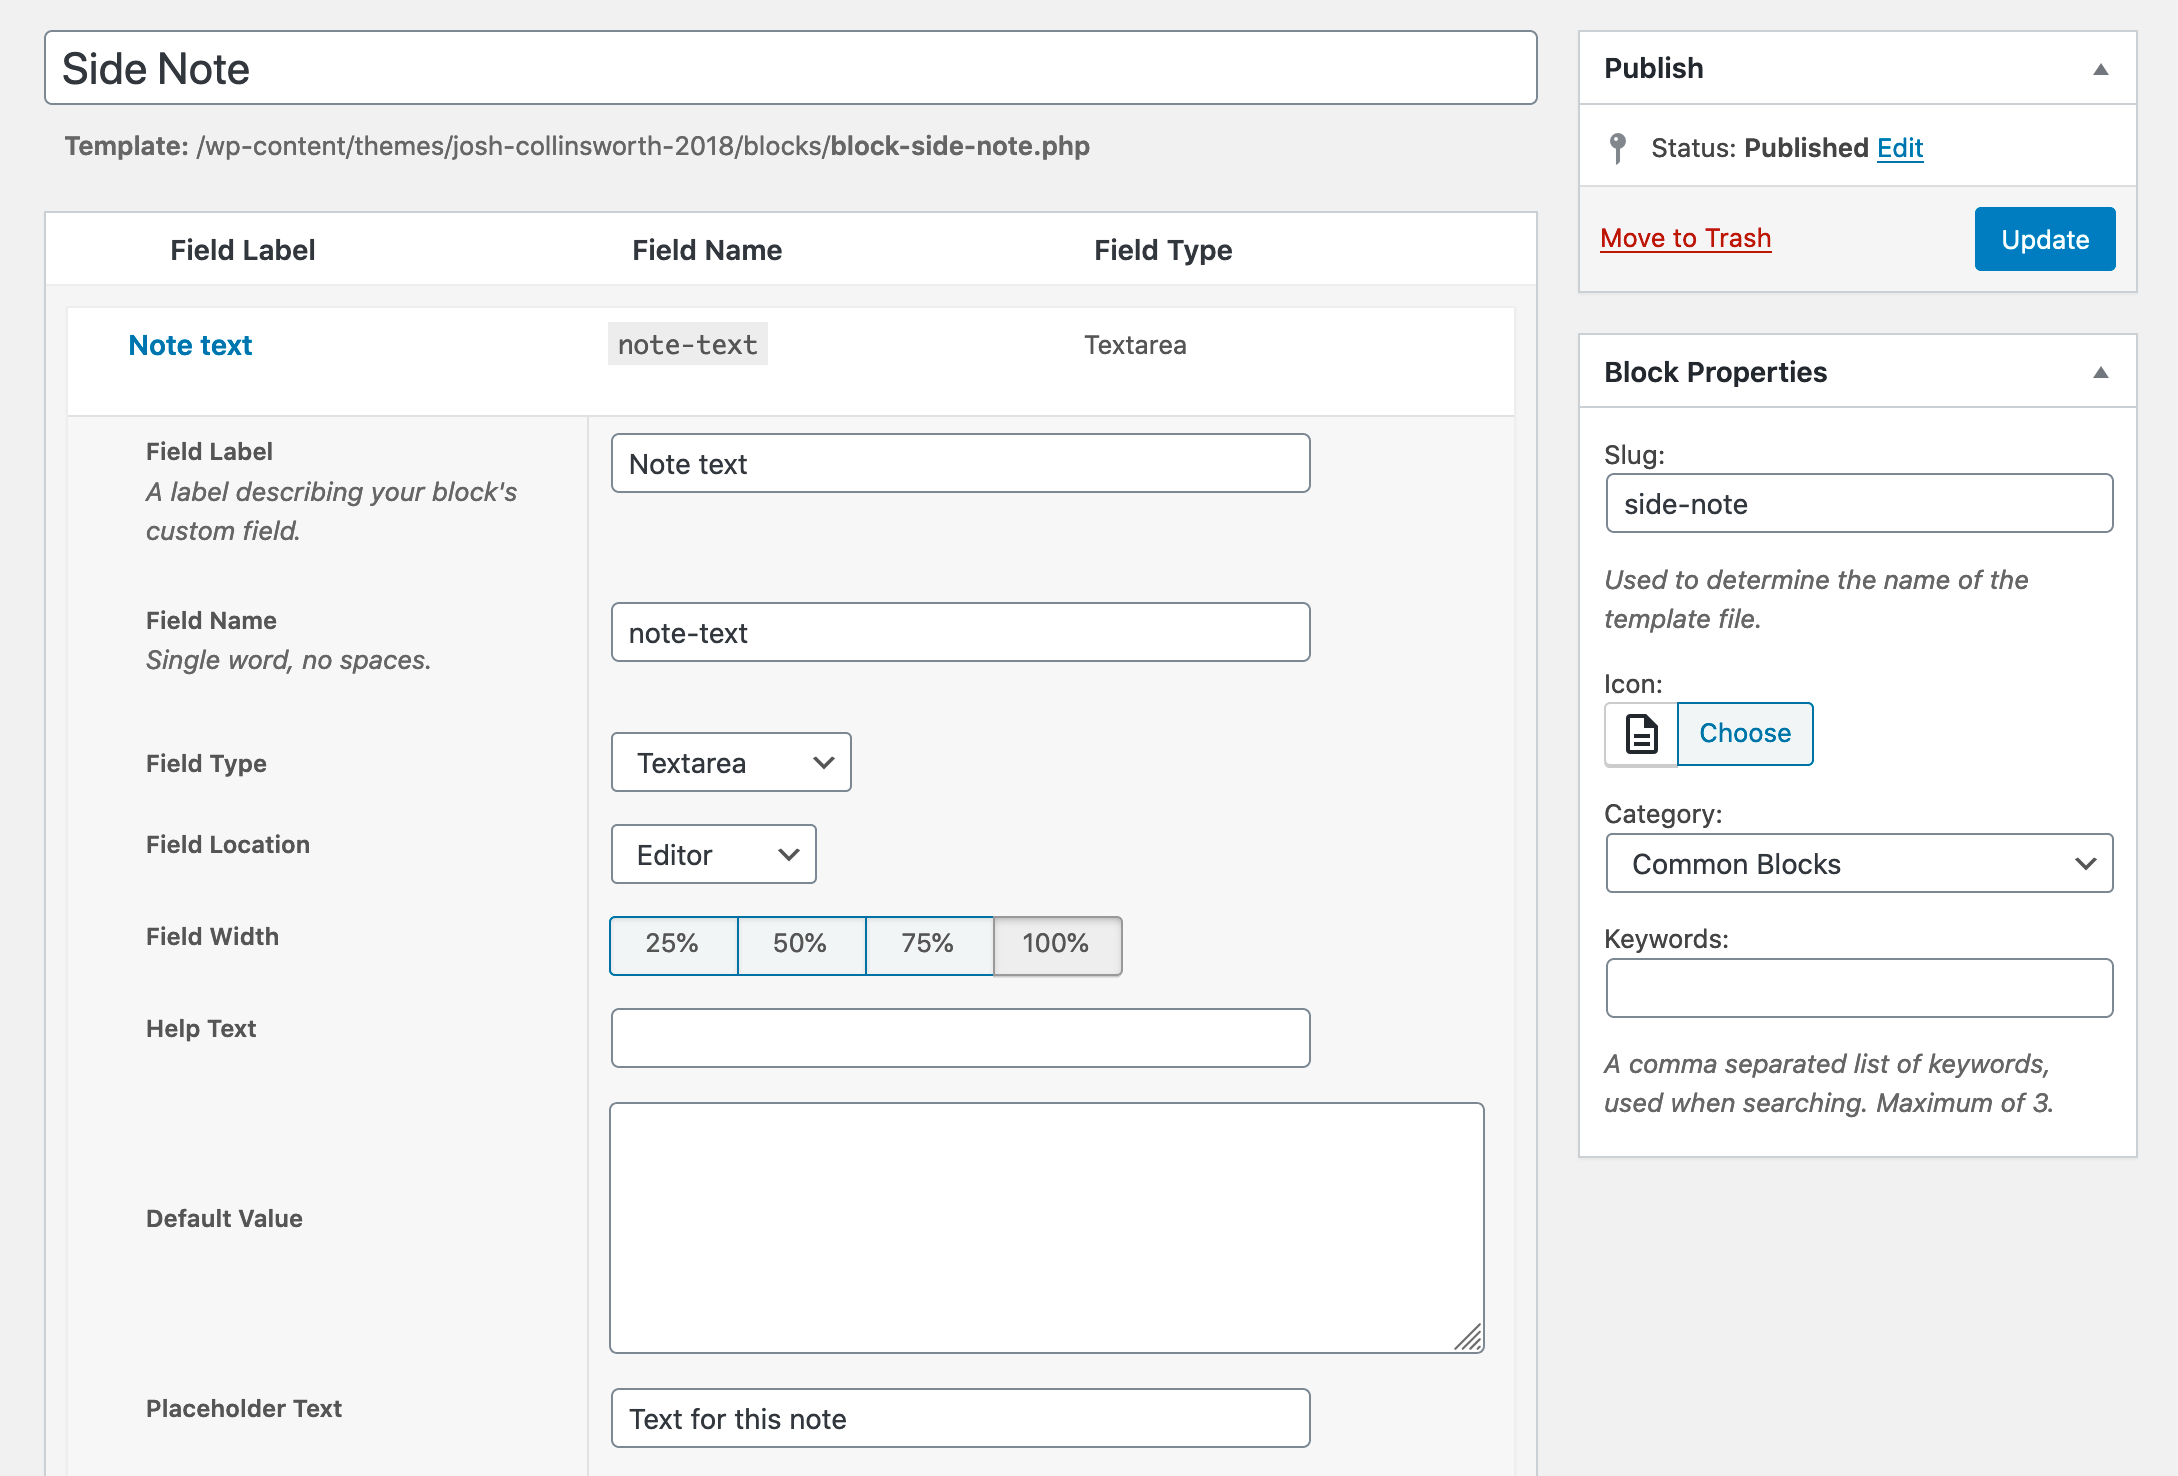 Side Note
Template: /wp-content/themes/josh-collinsworth-2018/blocks/block-side-note.php
Field Label
Field Name
Field Type
Note text
note-text
Textarea
Field Label
A label describing your block's
custom field.
Note text
Field Name
Single word, no spaces.
note-text
Field Type
Textarea
Field Location
Editor
Field Width
25%
50%
75%
100%
Help Text
Default Value
Placeholder Text
Text for this note
Publish
Status: Published Edit
Move to Trash
Update
Block Properties
Slug:
side-note
Used to determine the name of the
template file.
Icon:
Choose
Category:
Common Blocks
Keywords:
A comma separated list of keywords,
used when searching. Maximum of 3.